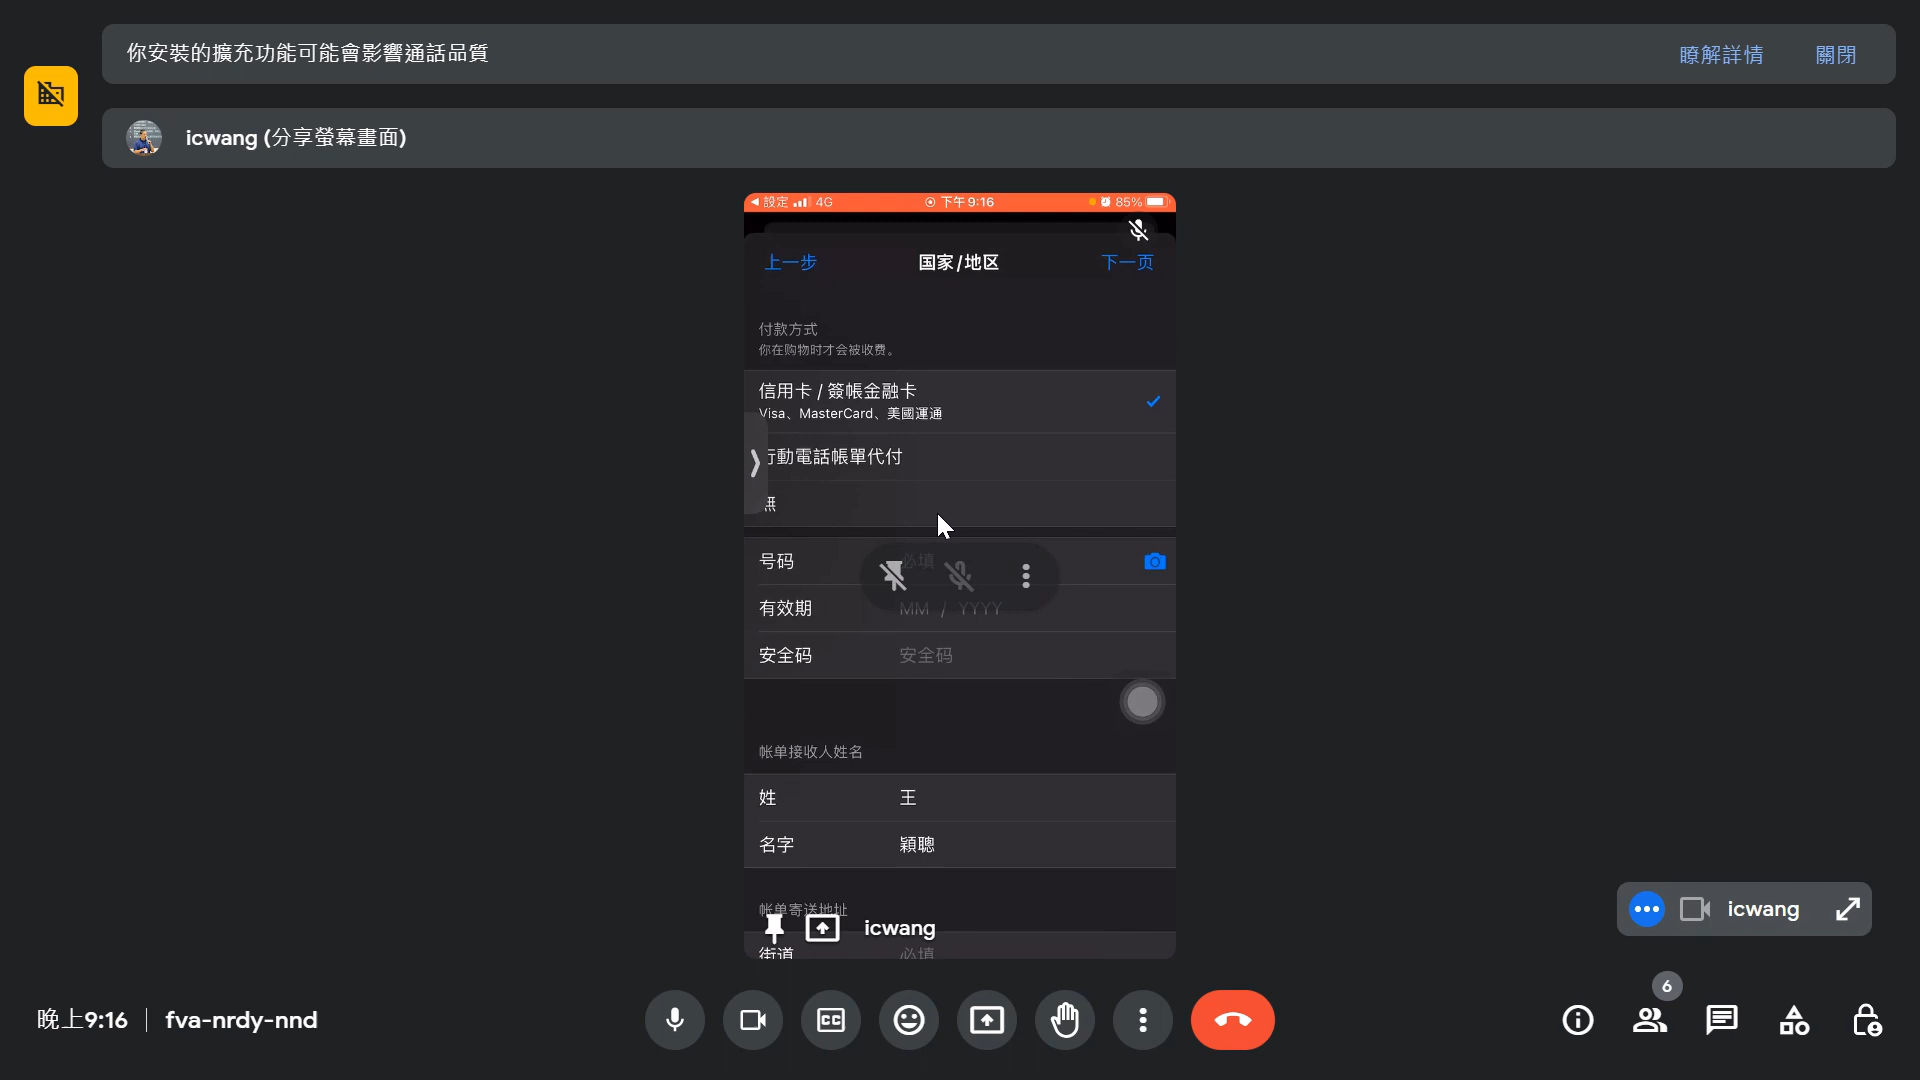 你安裝的擴充功能可能會影響通話品質
瞭解詳情
關閉
icwang (分享螢幕畫面)
設定 4G
下午9:16
85%
上一步
国家/地区
下一页
付款方式
你在购物时才会被收费。
信用卡 / 簽帳金融卡
Visa、MasterCard、美國運通
行動電話帳單代付
無
号码 必填
有效期 MM / YYYY
安全码 安全码
帐单接收人姓名
姓 王
名字 穎聰
帐单寄送地址
icwang
街道 必填
icwang
晚上9:16
fva-nrdy-nnd
CC
6